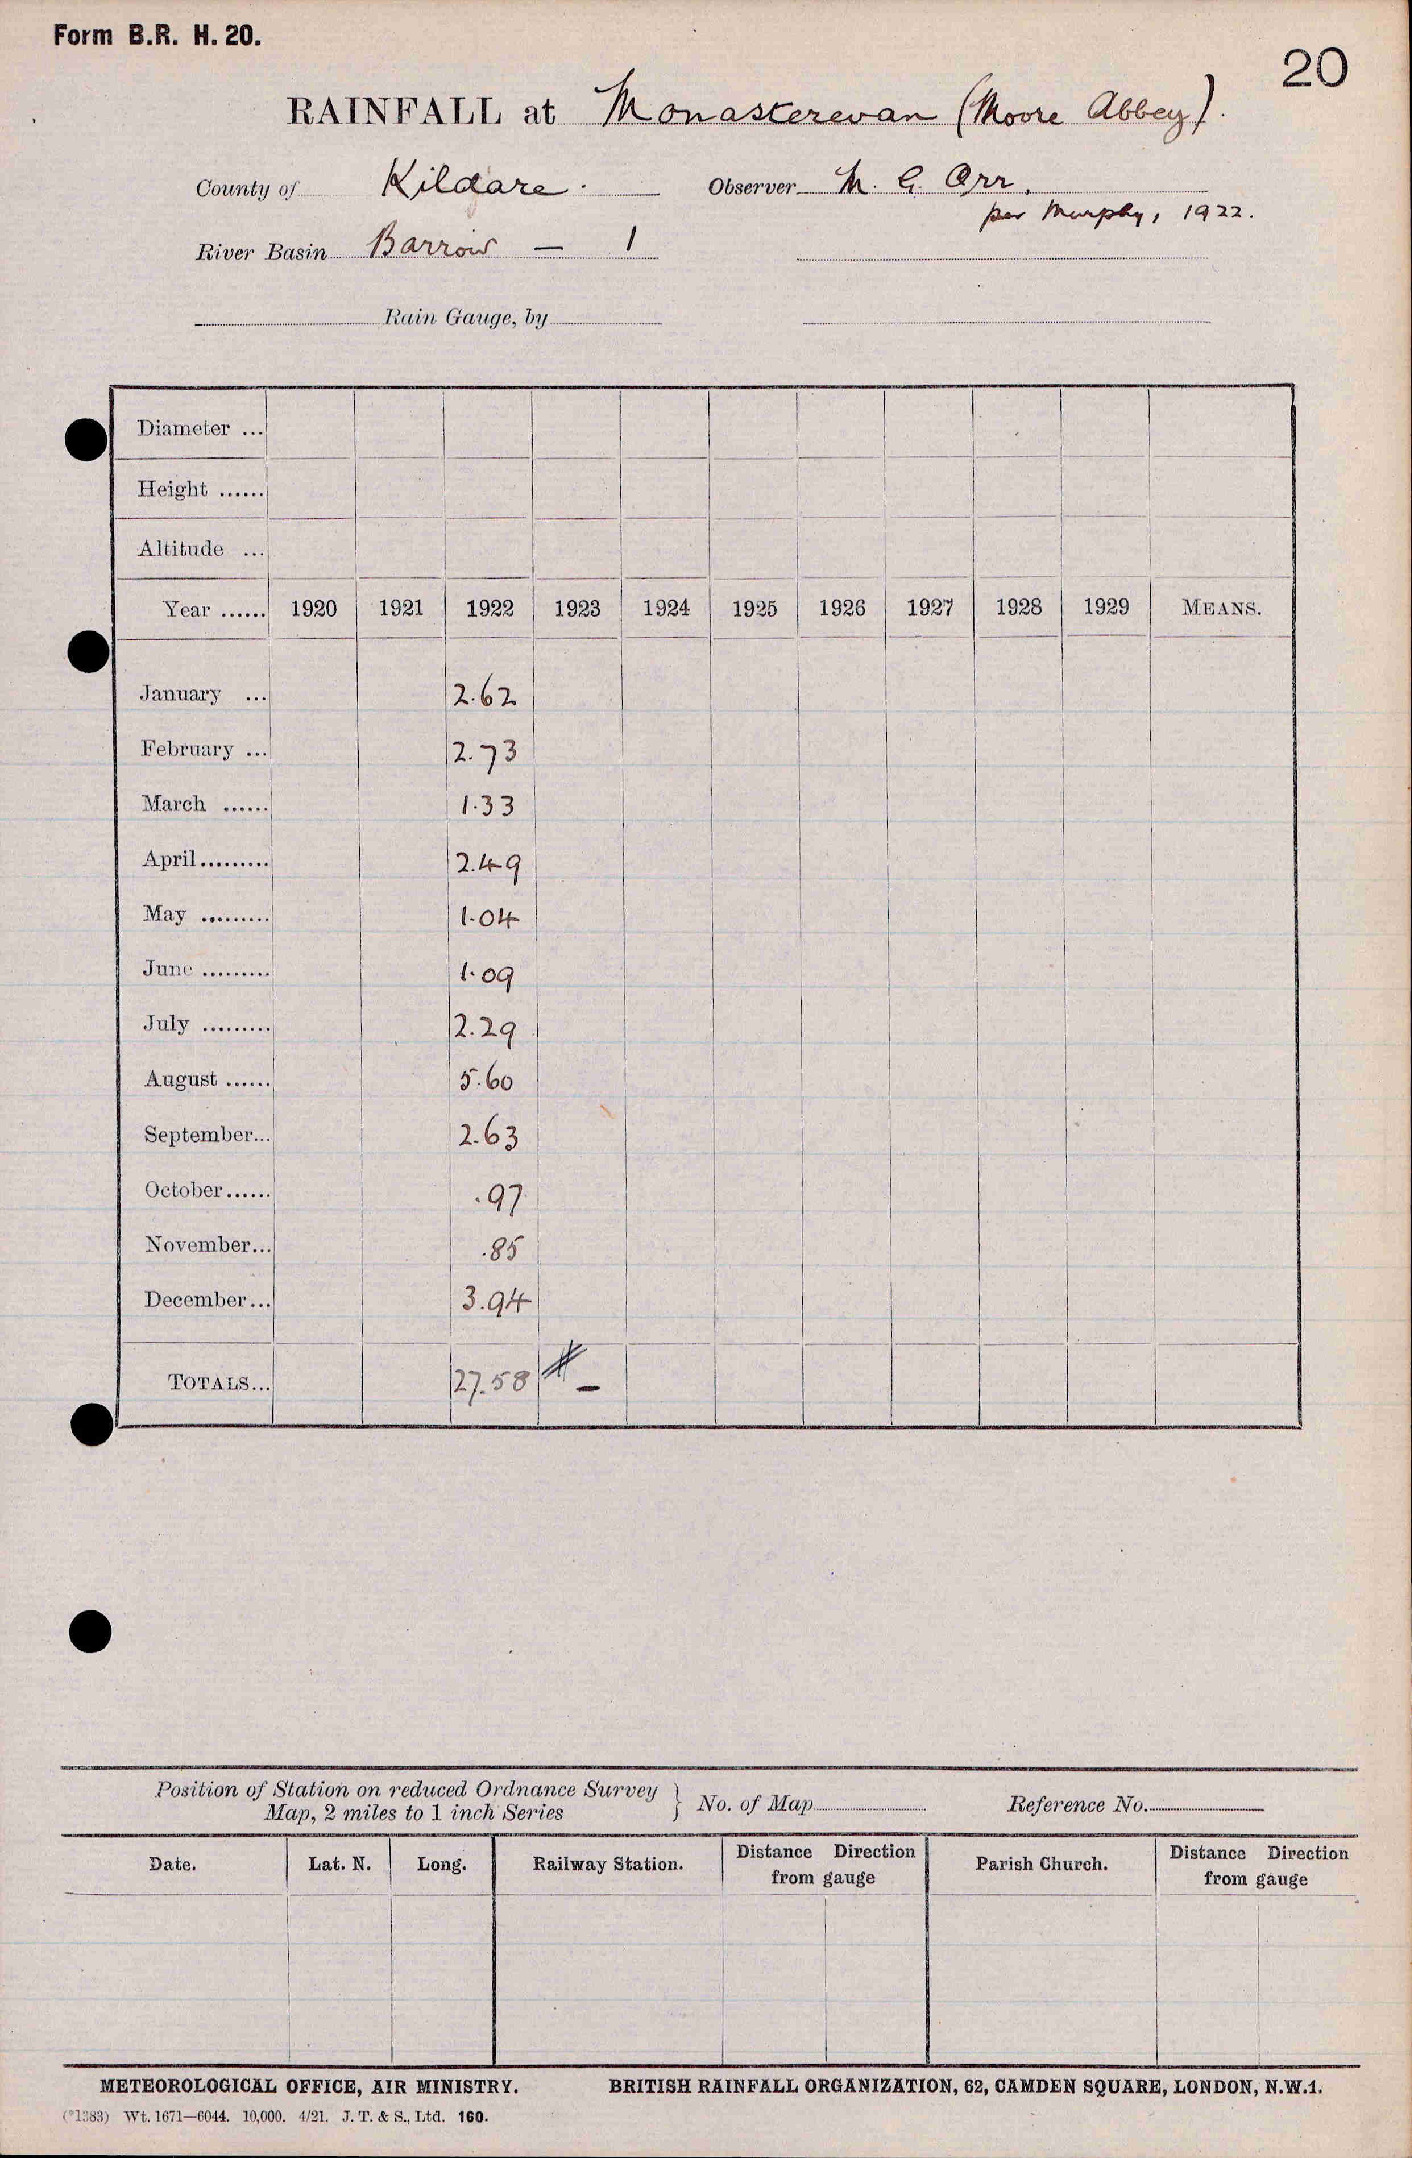 Form B.R. H. 20.
20
RAINFALL at Monasterevan (Moore Abbey).
County of Kildare. Observer M. G. Orr.
per Murphy, 1922.
River Basin Barrow — 1
Rain Gauge, by
Diameter ...
Height ......
Altitude ...
Year ...... 1920 1921 1922 1923 1924 1925 1926 1927 1928 1929 MEANS.
January ... 2.62
February ... 2.73
March ...... 1.33
April......... 2.49
May ......... 1.04
June ......... 1.09
July ......... 2.29
August ...... 5.60
September... 2.63
October...... .97
November... .85
December... 3.94
TOTALS... 27.58 —
Position of Station on reduced Ordnance Survey
Map, 2 miles to 1 inch Series } No. of Map Reference No.
Date. Lat. N. Long. Railway Station. Distance Direction from gauge Parish Church. Distance Direction from gauge
METEOROLOGICAL OFFICE, AIR MINISTRY. BRITISH RAINFALL ORGANIZATION, 62, CAMDEN SQUARE, LONDON, N.W.1.
(*1383) Wt. 1671—6044. 10,000. 4/21. J. T. & S., Ltd. 160.